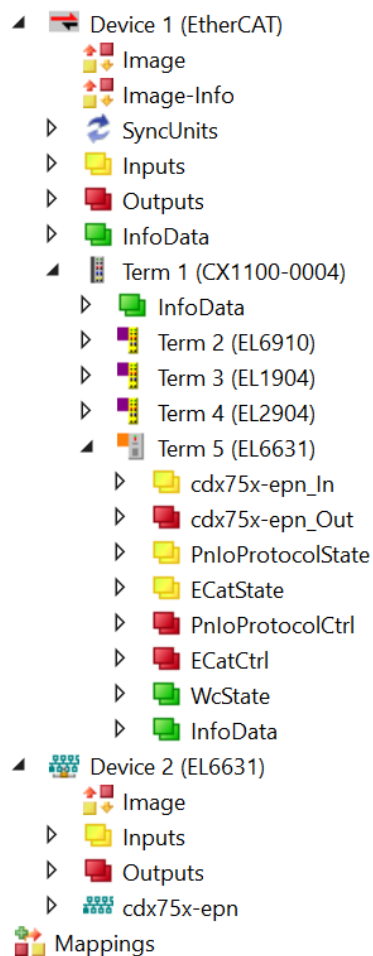 Device 1 (EtherCAT)
Image
Image-Info
SyncUnits
Inputs
Outputs
InfoData
Term 1 (CX1100-0004)
InfoData
Term 2 (EL6910)
Term 3 (EL1904)
Term 4 (EL2904)
Term 5 (EL6631)
cdx75x-epn_In
cdx75x-epn_Out
PnIoProtocolState
ECatState
PnIoProtocolCtrl
ECatCtrl
WcState
InfoData
Device 2 (EL6631)
Image
Inputs
Outputs
cdx75x-epn
Mappings